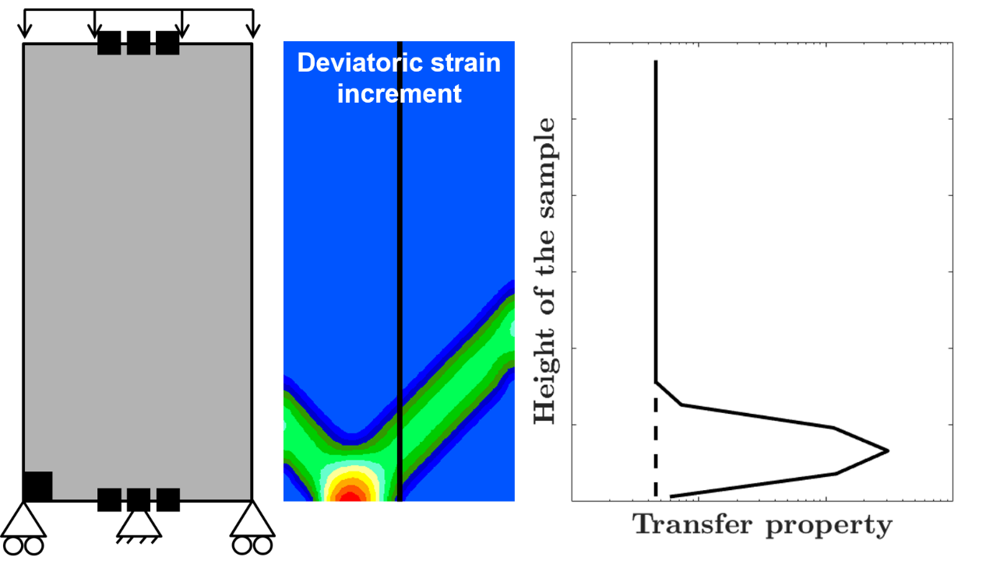 Deviatoric strain
increment
Height of the sample
Transfer property